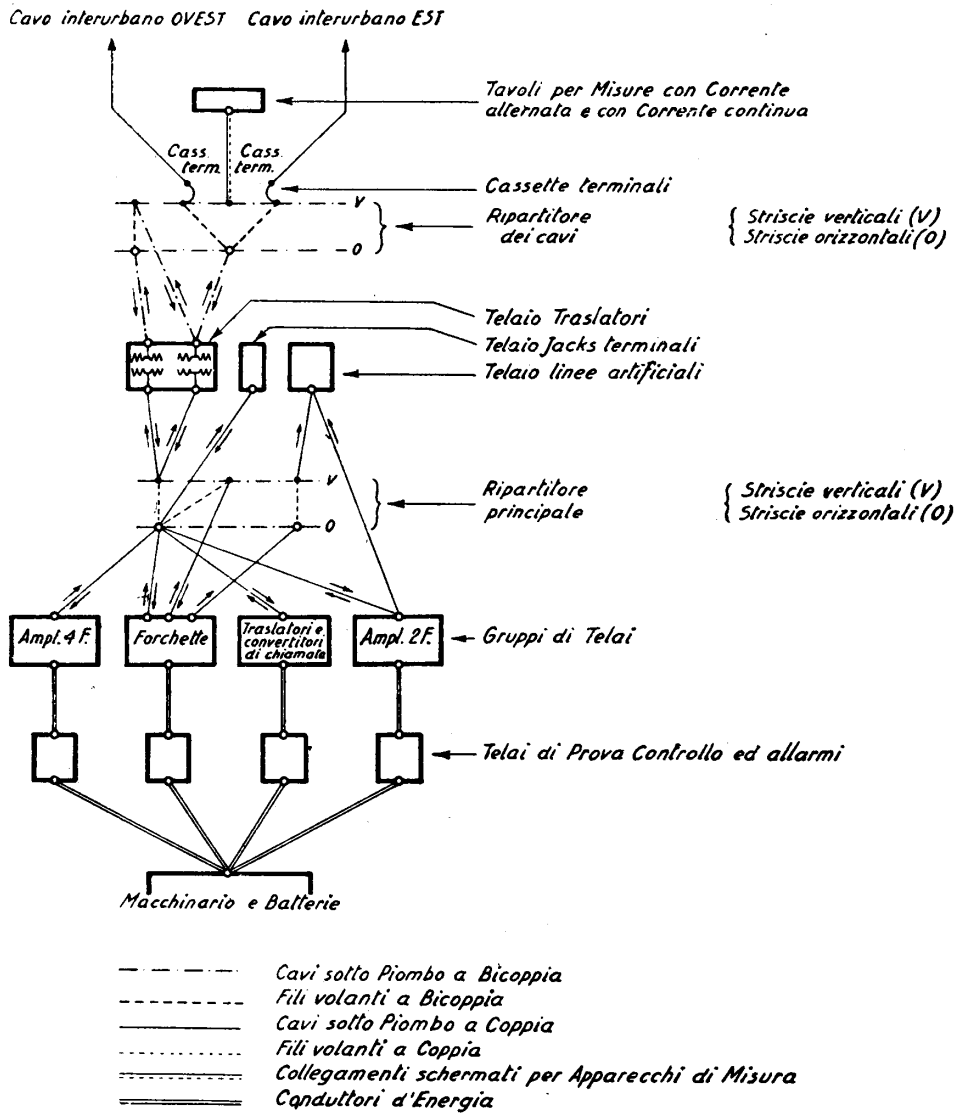 Cavo interurbano OVEST
Cavo interurbano EST
Tavoli per Misure con Corrente
alternata e con Corrente continua
Cass.
term.
Cass.
term.
Cassette terminali
V
Ripartitore
dei cavi
{ Striscie verticali (V)
{ Striscie orizzontali (O)
O
Telaio Traslatori
Telaio Jacks terminali
Telaio linee artificiali
V
Ripartitore
principale
{ Striscie verticali (V)
{ Striscie orizzontali (O)
O
Ampl. 4 F.
Forchette
Traslatori e
convertitori
di chiamate
Ampl. 2 F.
Gruppi di Telai
Telai di Prova Controllo ed allarmi
Macchinario e Batterie
Cavi sotto Piombo a Bicoppia
Fili volanti a Bicoppia
Cavi sotto Piombo a Coppia
Fili volanti a Coppia
Collegamenti schermati per Apparecchi di Misura
Conduttori d'Energia